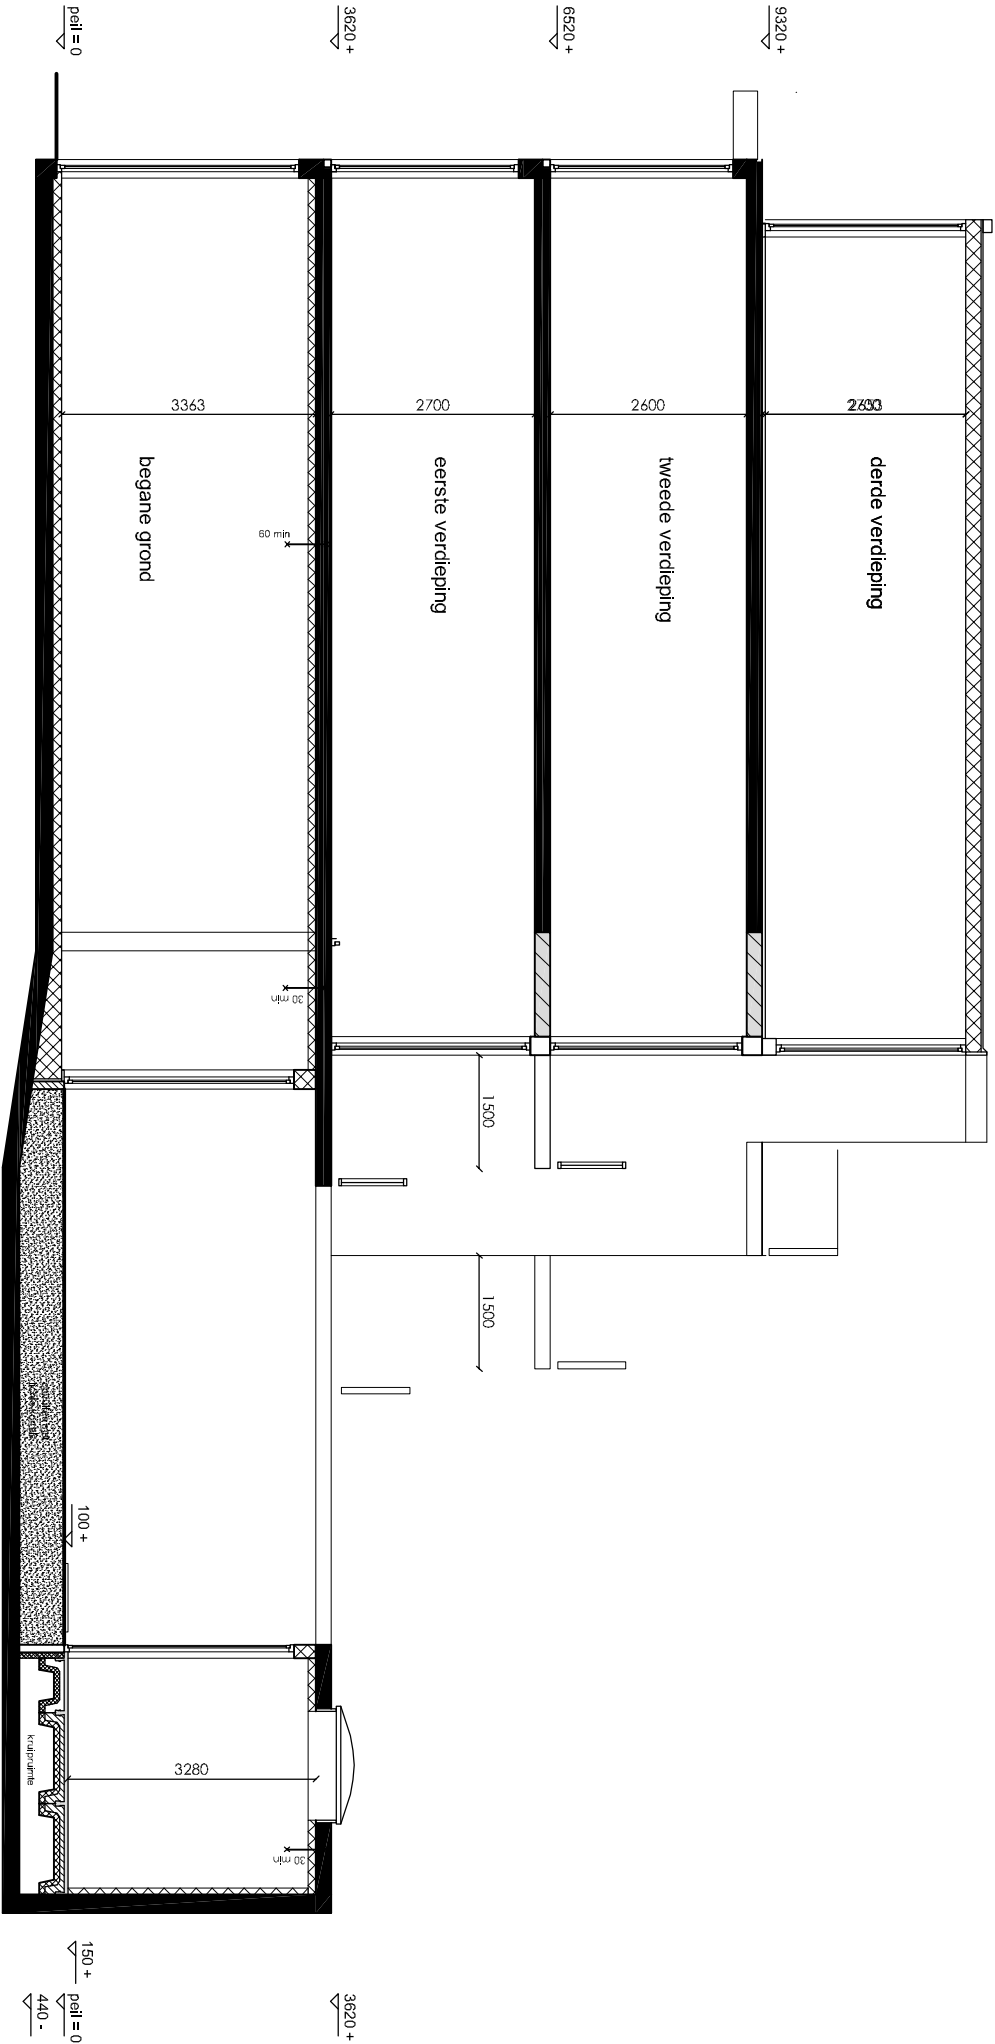 peil = 0
3620 +
6520 +
9320 +
3363
2700
2600
begane grond
eerste verdieping
tweede verdieping
derde verdieping
60 min
30 min
1500
1500
100 +
kruipruimte
3280
30 min
150 +
peil = 0
440 -
3620 +